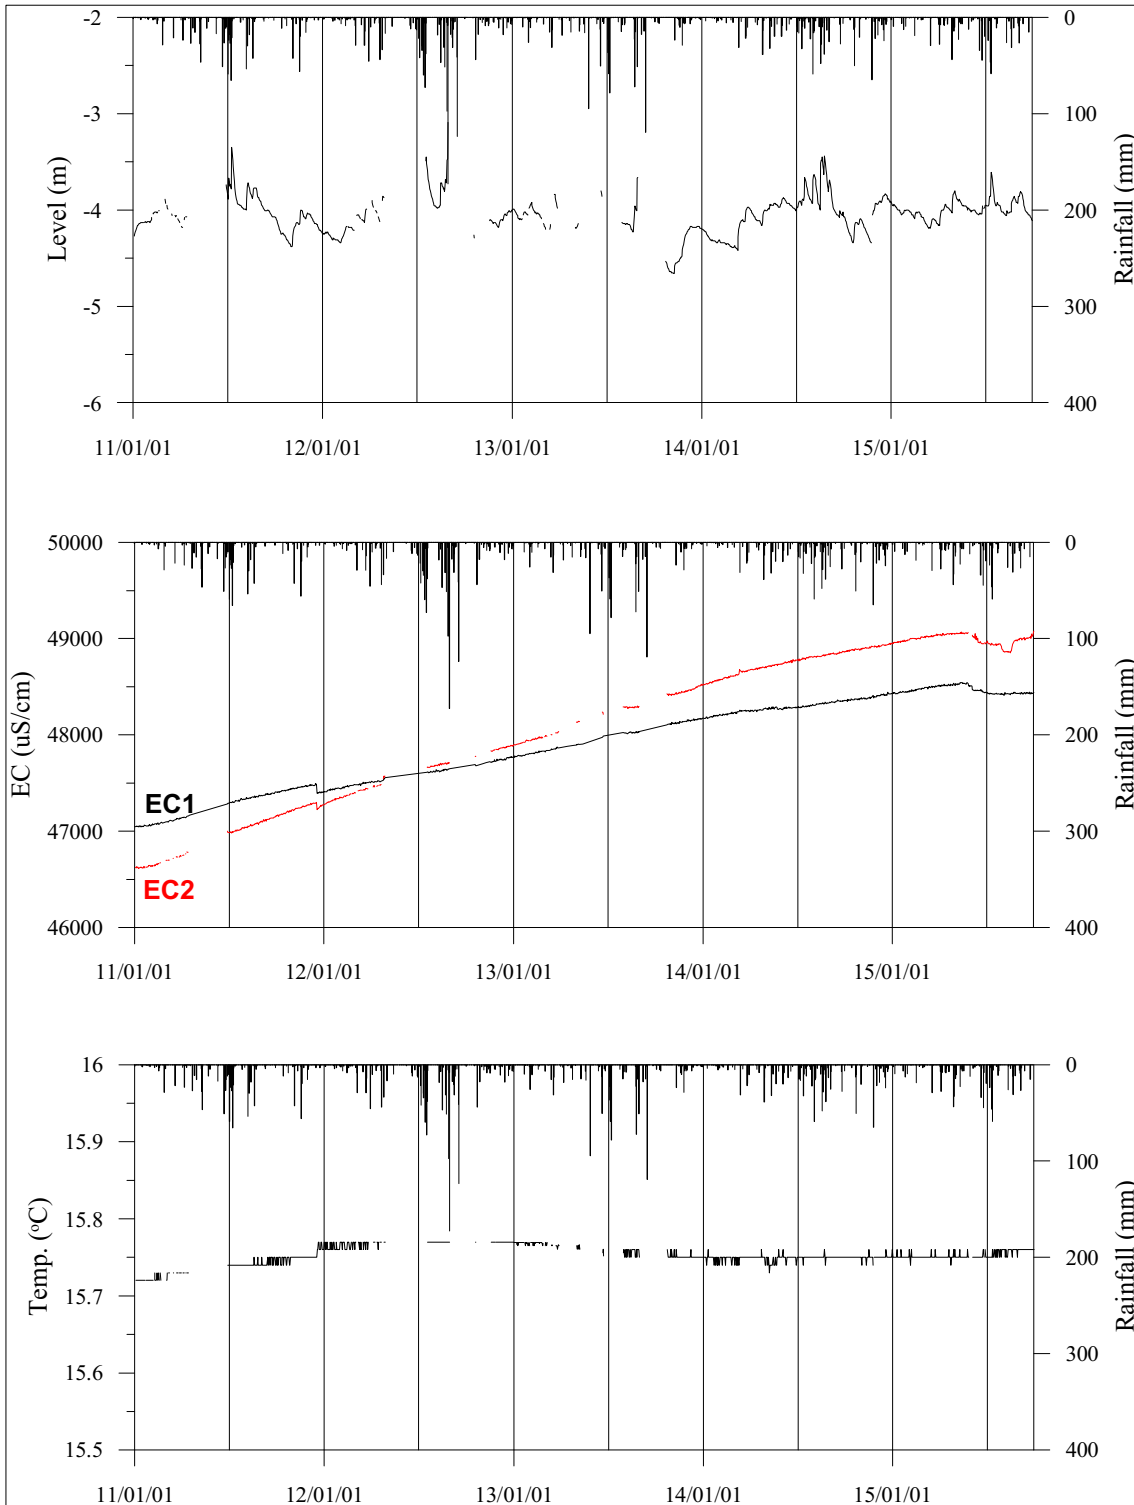 -2
-3
-4
-5
-6
Level (m)
0
100
200
300
400
Rainfall (mm)
11/01/01 12/01/01 13/01/01 14/01/01 15/01/01
50000
49000
48000
47000
46000
EC (uS/cm)
EC1
EC2
0
100
200
300
400
Rainfall (mm)
11/01/01 12/01/01 13/01/01 14/01/01 15/01/01
16
15.9
15.8
15.7
15.6
15.5
Temp. (°C)
0
100
200
300
400
Rainfall (mm)
11/01/01 12/01/01 13/01/01 14/01/01 15/01/01